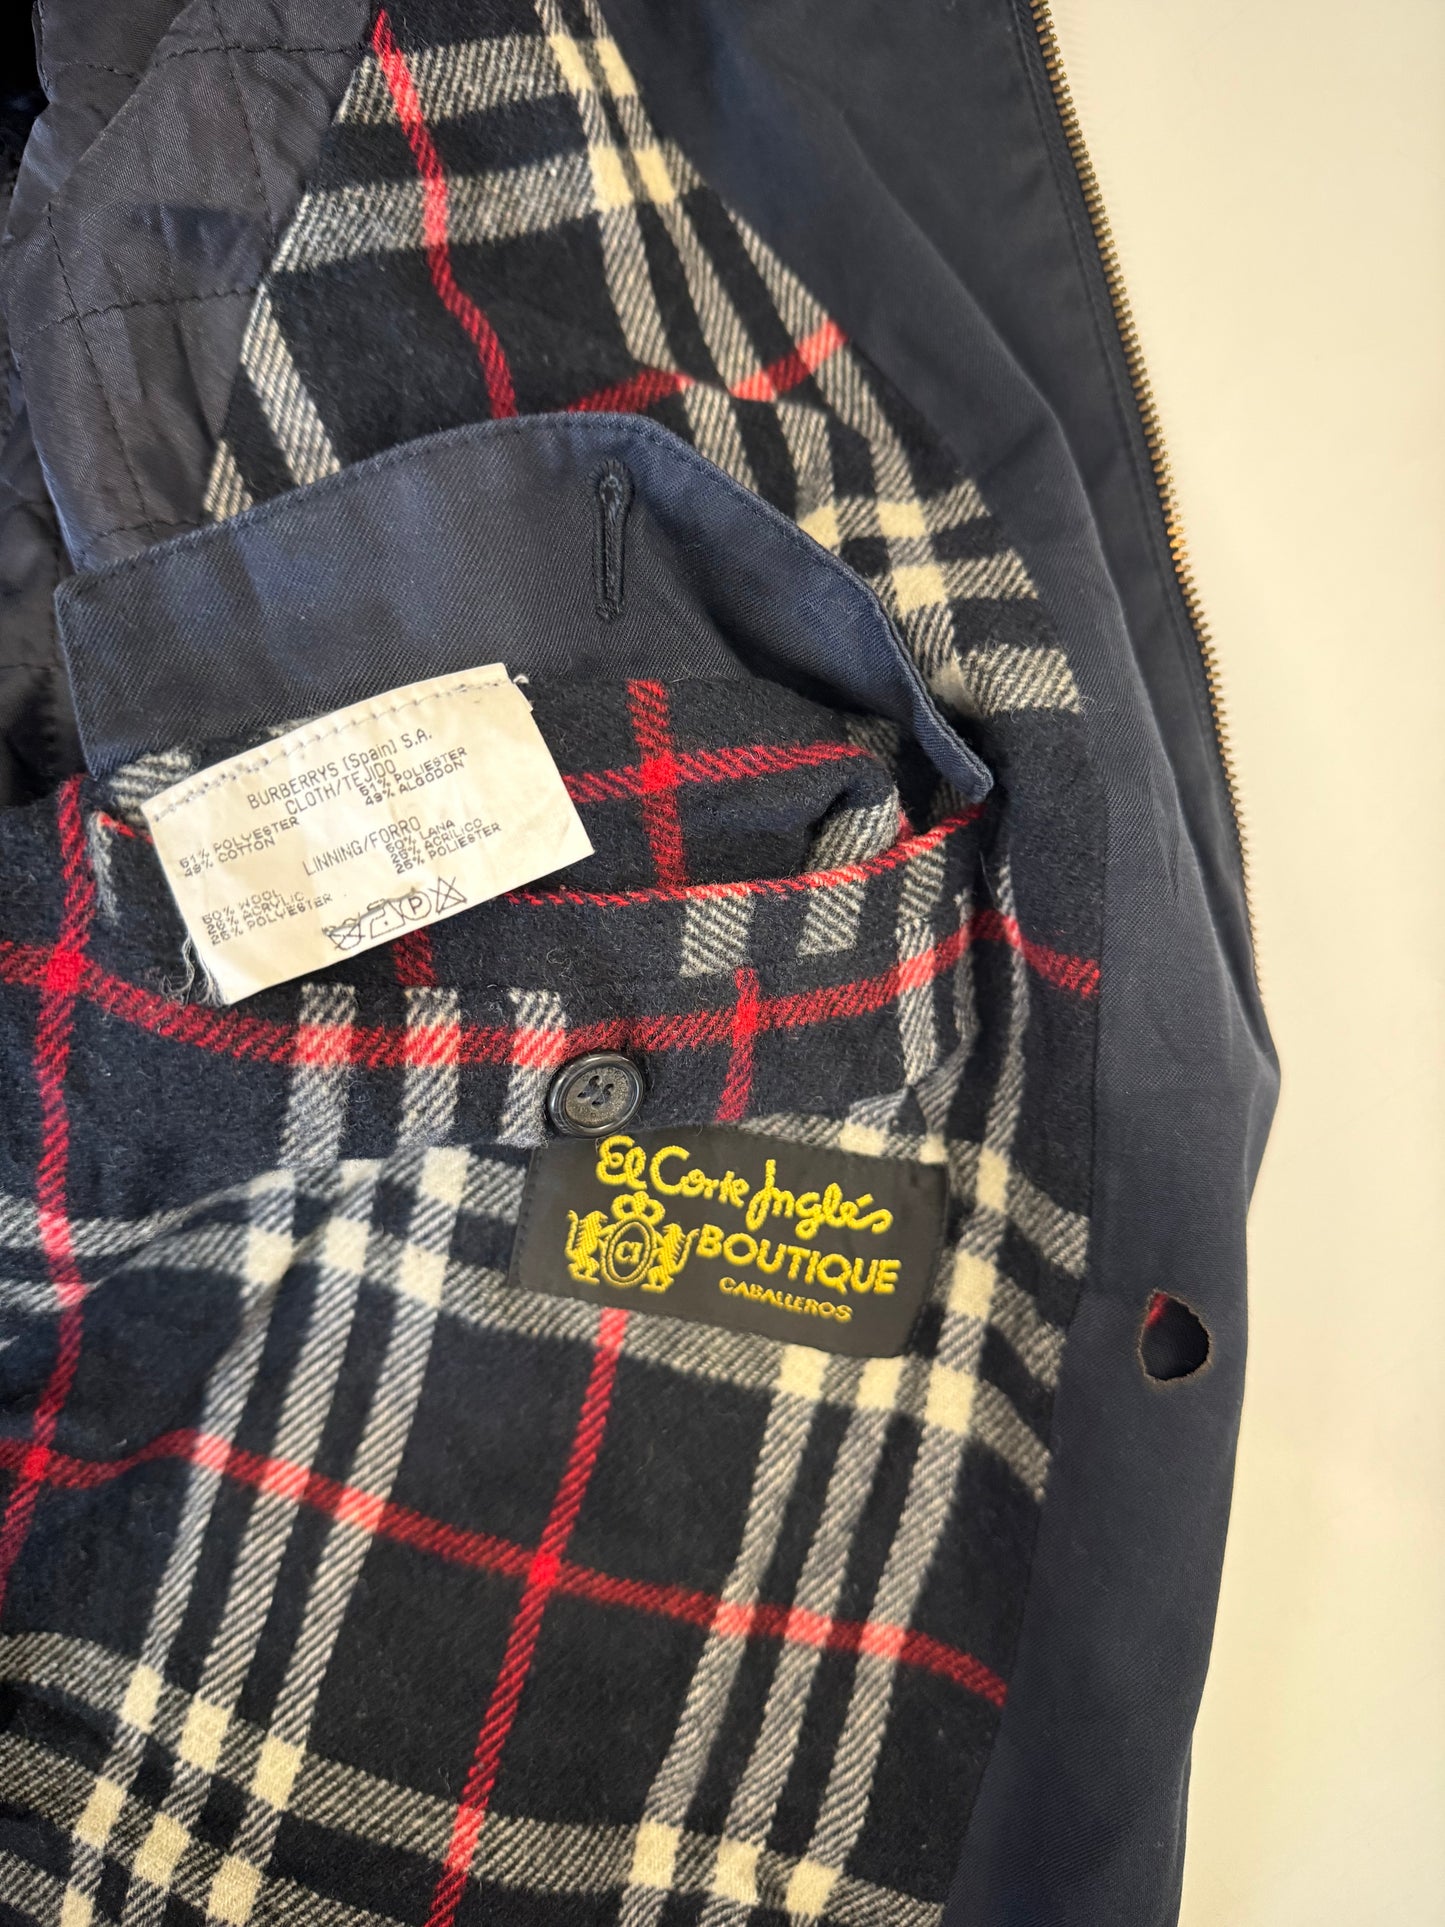 BURBERRYS (Spain) S.A.
CLOTH/TEJIDO
51% POLYESTER
49% COTTON
51% POLIESTER
49% ALGODON
LINNING/FORRO
50% WOOL
25% ACRYLIC
25% POLYESTER
50% LANA
25% ACRILICO
25% POLIESTER
P
El Corte Inglés
CI
BOUTIQUE
CABALLEROS